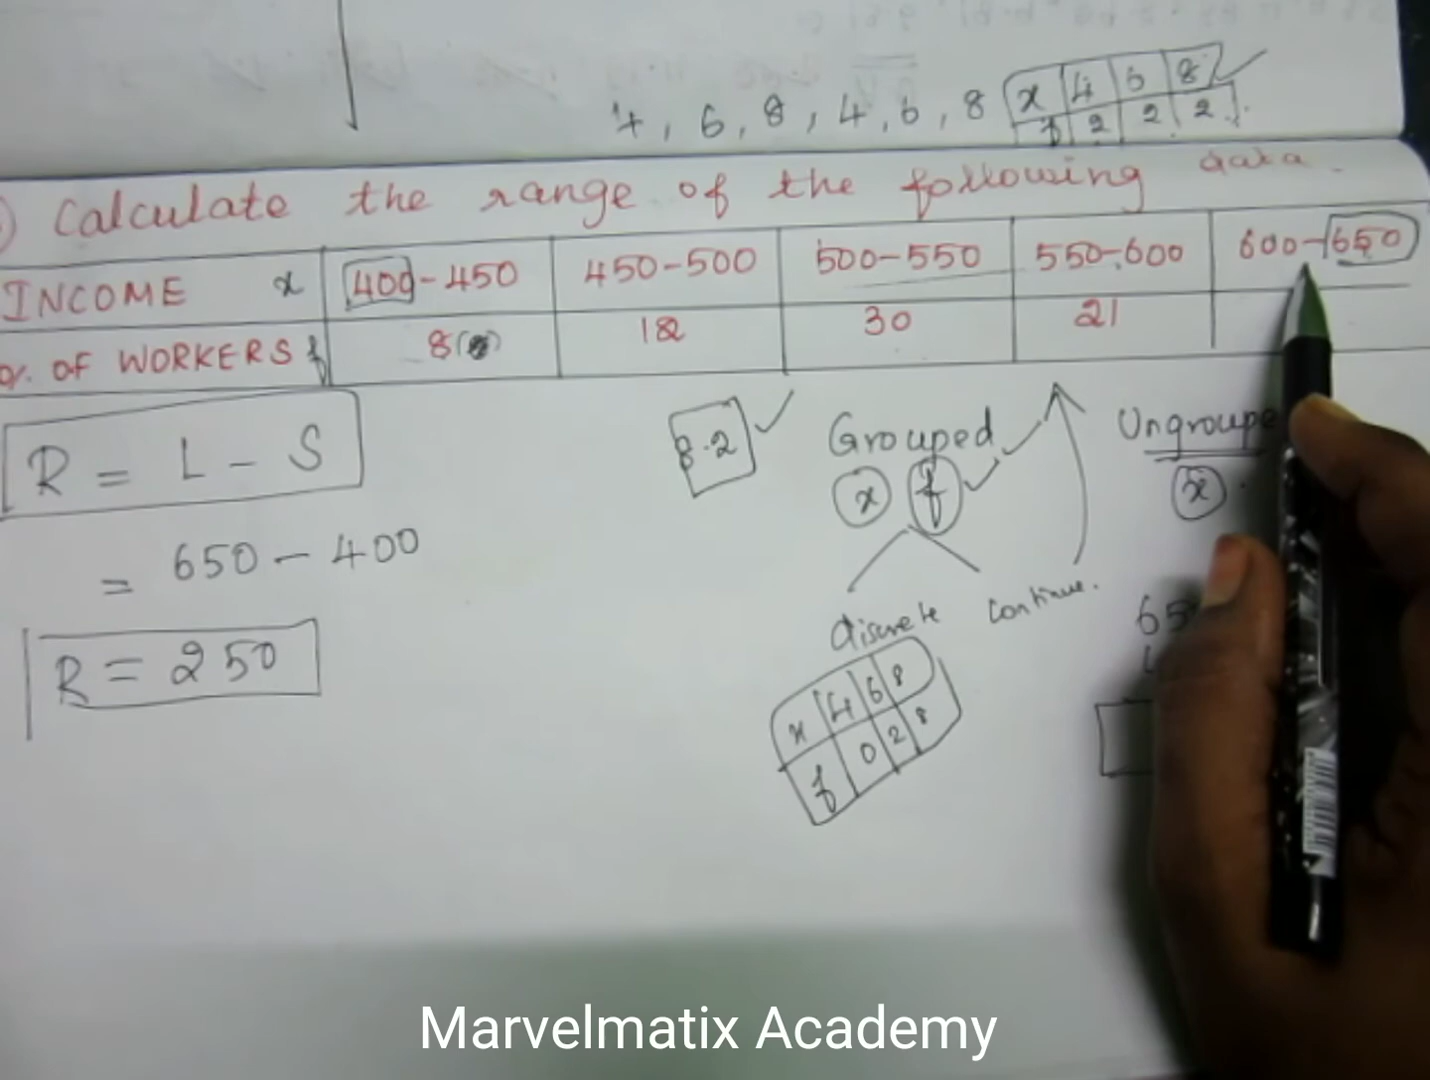 4, 6, 8, 4, 6, 8
x 4 6 8
f 2 2 2
Calculate the range of the following data.
INCOME x 400-450 450-500 500-550 550-600 600-650
OF WORKERS f 8 12 30 21
R = L - S
= 650 - 400
R = 250
8.2
Grouped
x f
discrete continue.
x 4 6 8
f 0 2 8
Ungroupe
x
Marvelmatix Academy